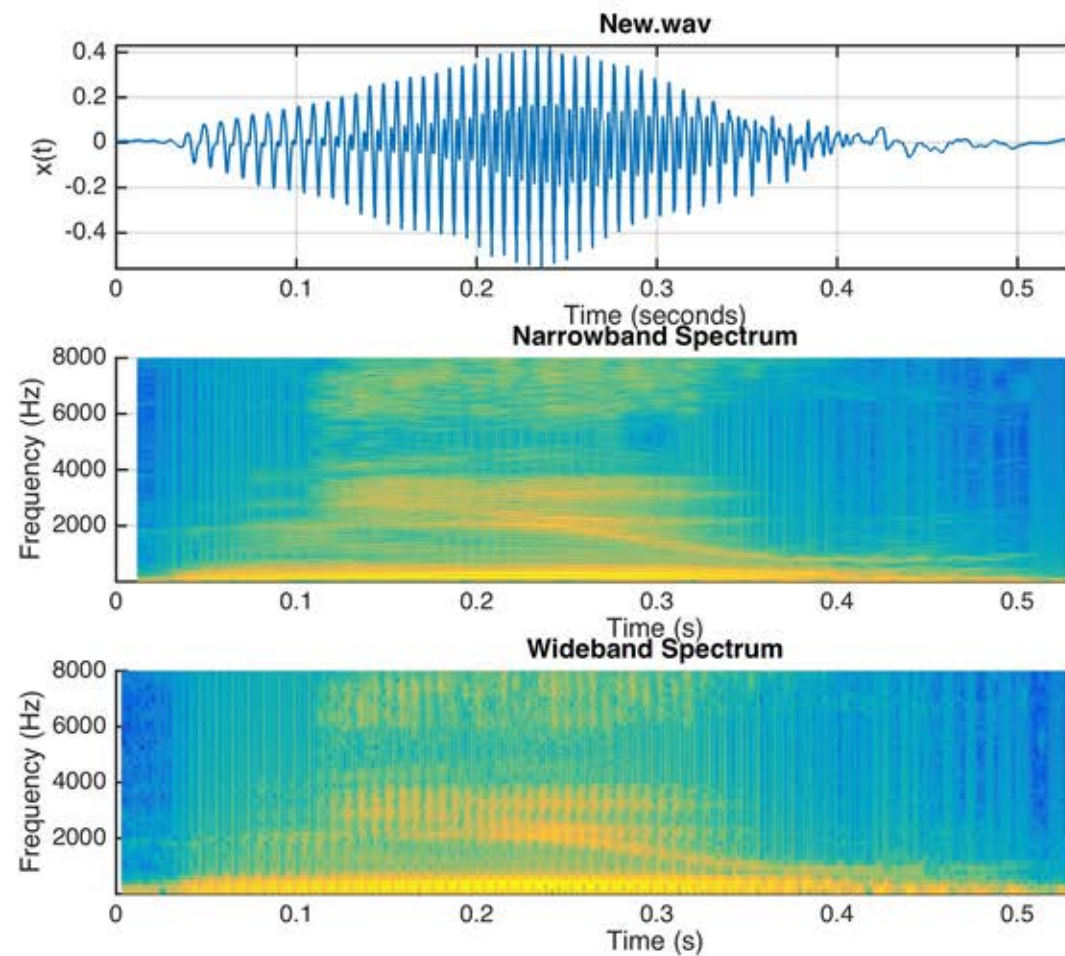 New.wav
0.4
0.2
0
-0.2
-0.4
x(t)
0 0.1 0.2 0.3 0.4 0.5
Time (seconds)
Narrowband Spectrum
8000
6000
4000
2000
Frequency (Hz)
0 0.1 0.2 0.3 0.4 0.5
Time (s)
Wideband Spectrum
8000
6000
4000
2000
Frequency (Hz)
0 0.1 0.2 0.3 0.4 0.5
Time (s)